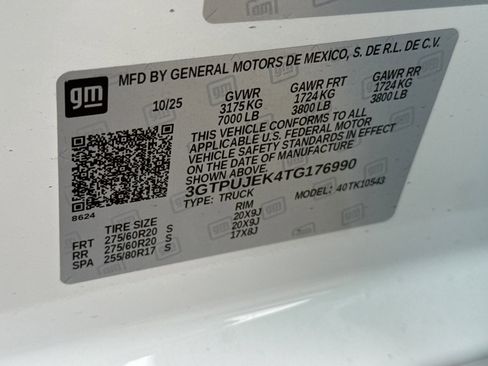 gm
MFD BY GENERAL MOTORS DE MEXICO, S. DE R.L. DE C.V.
10/25 GVWR GAWR FRT GAWR RR
3175 KG 1724 KG 1724 KG
7000 LB 3800 LB 3800 LB
THIS VEHICLE CONFORMS TO ALL
APPLICABLE U.S. FEDERAL MOTOR
VEHICLE SAFETY STANDARDS IN
EFFECT ON THE DATE OF MANUFACTURE
SHOWN ABOVE.
3GTPUJEK4TG176990
TYPE: TRUCK MODEL: 40TK10543
8624
TIRE SIZE RIM
FRT 275/60R20 S 20X9J
RR 275/60R20 S 20X9J
SPA 255/80R17 S 17X8J